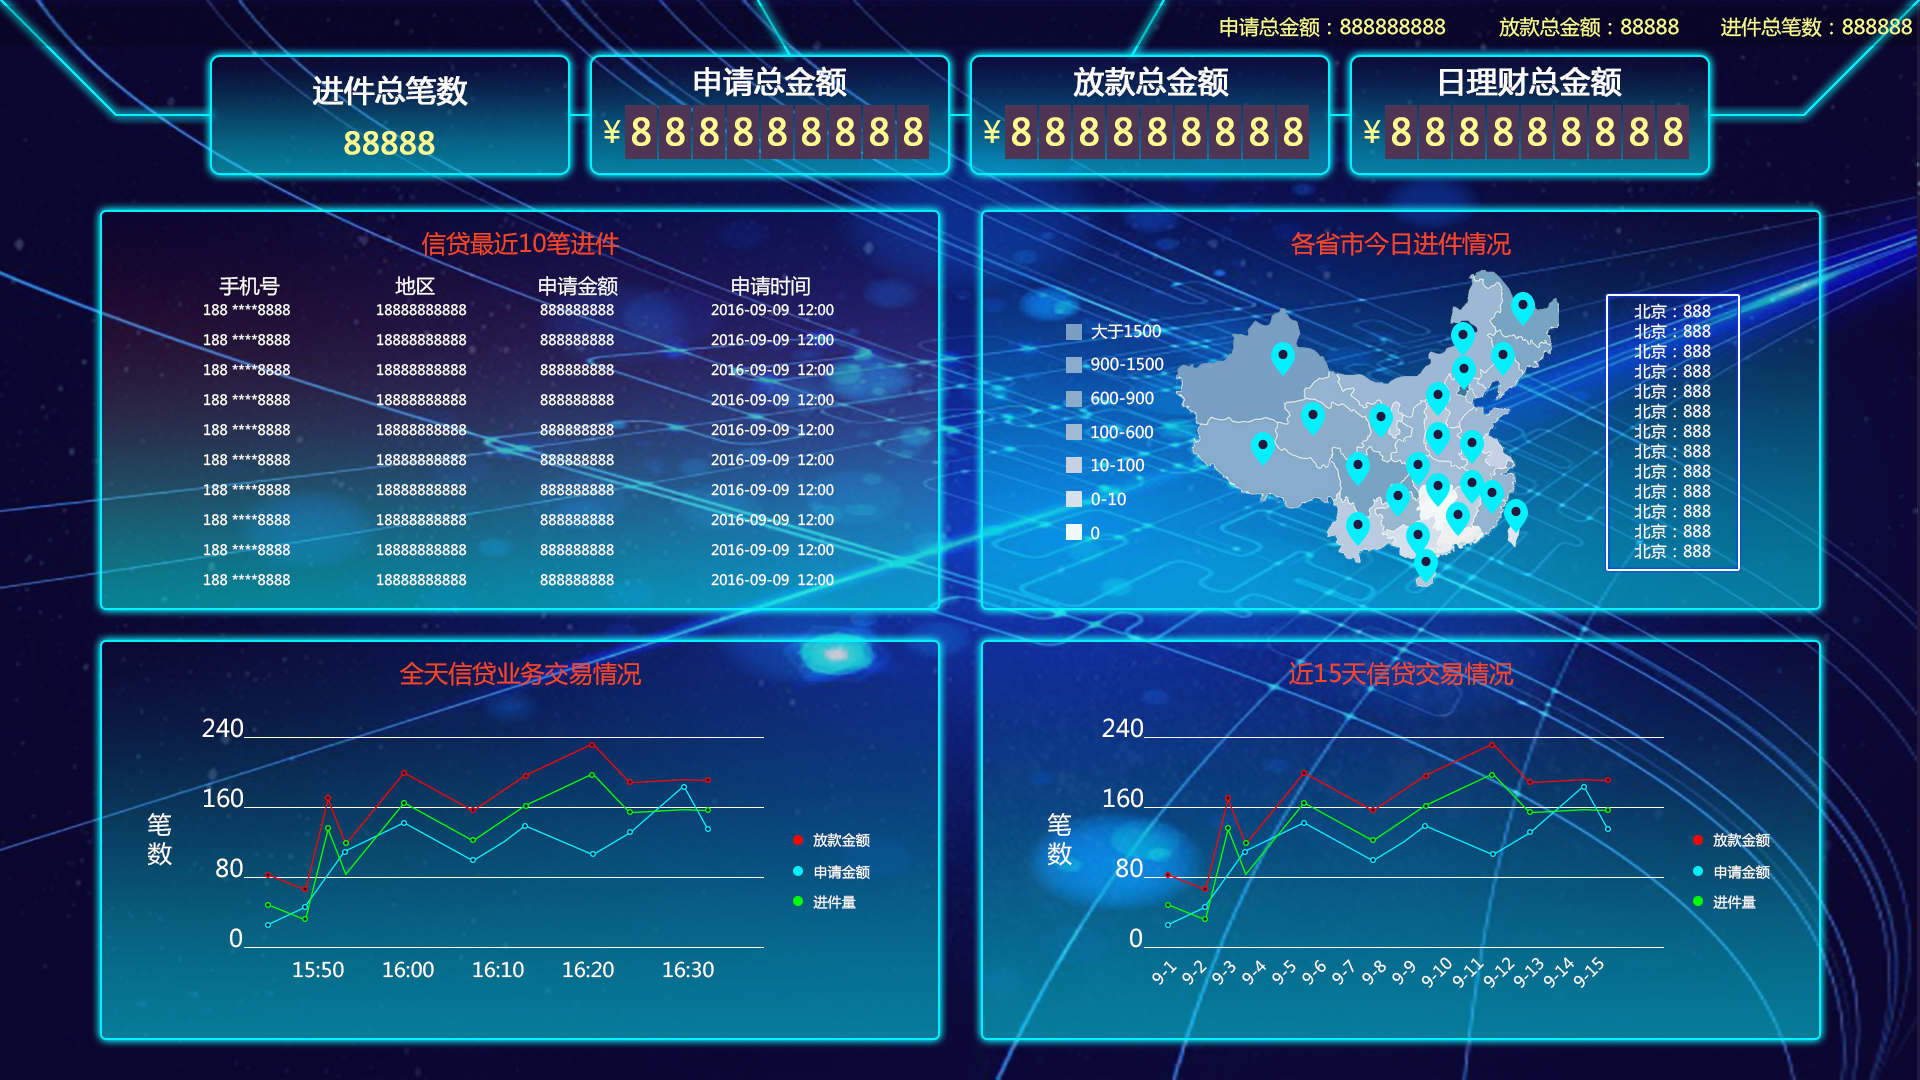 申请总金额：888888888 放款总金额：88888 进件总笔数：888888
进件总笔数
88888
申请总金额
¥ 888888888
放款总金额
¥ 888888888
日理财总金额
¥ 888888888
信贷最近10笔进件
手机号 地区 申请金额 申请时间
188 ****8888 18888888888 888888888 2016-09-09 12:00
188 ****8888 18888888888 888888888 2016-09-09 12:00
188 ****8888 18888888888 888888888 2016-09-09 12:00
188 ****8888 18888888888 888888888 2016-09-09 12:00
188 ****8888 18888888888 888888888 2016-09-09 12:00
188 ****8888 18888888888 888888888 2016-09-09 12:00
188 ****8888 18888888888 888888888 2016-09-09 12:00
188 ****8888 18888888888 888888888 2016-09-09 12:00
188 ****8888 18888888888 888888888 2016-09-09 12:00
188 ****8888 18888888888 888888888 2016-09-09 12:00
各省市今日进件情况
大于1500
900-1500
600-900
100-600
10-100
0-10
0
北京：888
北京：888
北京：888
北京：888
北京：888
北京：888
北京：888
北京：888
北京：888
北京：888
北京：888
北京：888
北京：888
全天信贷业务交易情况
笔数
240
160
80
0
15:50 16:00 16:10 16:20 16:30
放款金额
申请金额
进件量
近15天信贷交易情况
笔数
240
160
80
0
9-1 9-2 9-3 9-4 9-5 9-6 9-7 9-8 9-9 9-10 9-11 9-12 9-13 9-14 9-15
放款金额
申请金额
进件量